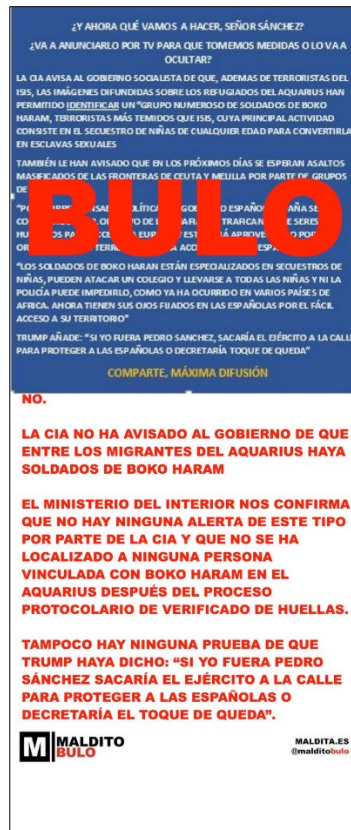 ¿Y AHORA QUÉ VAMOS A HACER, SEÑOR SÁNCHEZ?
¿VA A ANUNCIARLO POR TV PARA QUE TOMEMOS MEDIDAS O LO VA A
OCULTAR?
LA CIA AVISA AL GOBIERNO SOCIALISTA DE QUE, ADEMAS DE TERRORISTAS DEL
ISIS, LAS IMÁGENES DIFUNDIDAS SOBRE LOS REFUGIADOS DEL AQUARIUS HAN
PERMITIDO IDENTIFICAR UN "GRUPO NUMEROSO DE SOLDADOS DE BOKO
HARAM, TERRORISTAS MÁS TEMIDOS QUE ISIS, CUYA PRINCIPAL ACTIVIDAD
CONSISTE EN EL SECUESTRO DE NIÑAS DE CUALQUIER EDAD PARA CONVERTIRLA
EN ESCLAVAS SEXUALES
TAMBIÉN LE HAN AVISADO QUE EN LOS PRÓXIMOS DÍAS SE ESPERAN ASALTOS
MASIFICADOS DE LAS FRONTERAS DE CEUTA Y MELILLA POR PARTE DE GRUPOS
DE
BULO
"LOS SOLDADOS DE BOKO HARAN ESTÁN ESPECIALIZADOS EN SECUESTROS DE
NIÑAS, PUEDEN ATACAR UN COLEGIO Y LLEVARSE A TODAS LAS NIÑAS Y NI LA
POLICÍA PUEDE IMPEDIRLO, COMO YA HA OCURRIDO EN VARIOS PAÍSES DE
AFRICA. AHORA TIENEN SUS OJOS FIJADOS EN LAS ESPAÑOLAS POR EL FÁCIL
ACCESO A SU TERRITORIO"
TRUMP AÑADE: "SI YO FUERA PEDRO SANCHEZ, SACARÍA EL EJÉRCITO A LA CALL
PARA PROTEGER A LAS ESPAÑOLAS O DECRETARÍA TOQUE DE QUEDA"
COMPARTE, MÁXIMA DIFUSIÓN
NO.
LA CIA NO HA AVISADO AL GOBIERNO DE QUE
ENTRE LOS MIGRANTES DEL AQUARIUS HAYA
SOLDADOS DE BOKO HARAM
EL MINISTERIO DEL INTERIOR NOS CONFIRMA
QUE NO HAY NINGUNA ALERTA DE ESTE TIPO
POR PARTE DE LA CIA Y QUE NO SE HA
LOCALIZADO A NINGUNA PERSONA
VINCULADA CON BOKO HARAM EN EL
AQUARIUS DESPUÉS DEL PROCESO
PROTOCOLARIO DE VERIFICADO DE HUELLAS.
TAMPOCO HAY NINGUNA PRUEBA DE QUE
TRUMP HAYA DICHO: "SI YO FUERA PEDRO
SÁNCHEZ SACARÍA EL EJÉRCITO A LA CALLE
PARA PROTEGER A LAS ESPAÑOLAS O
DECRETARÍA EL TOQUE DE QUEDA".
M MALDITO
BULO
MALDITA.ES
@malditobulo